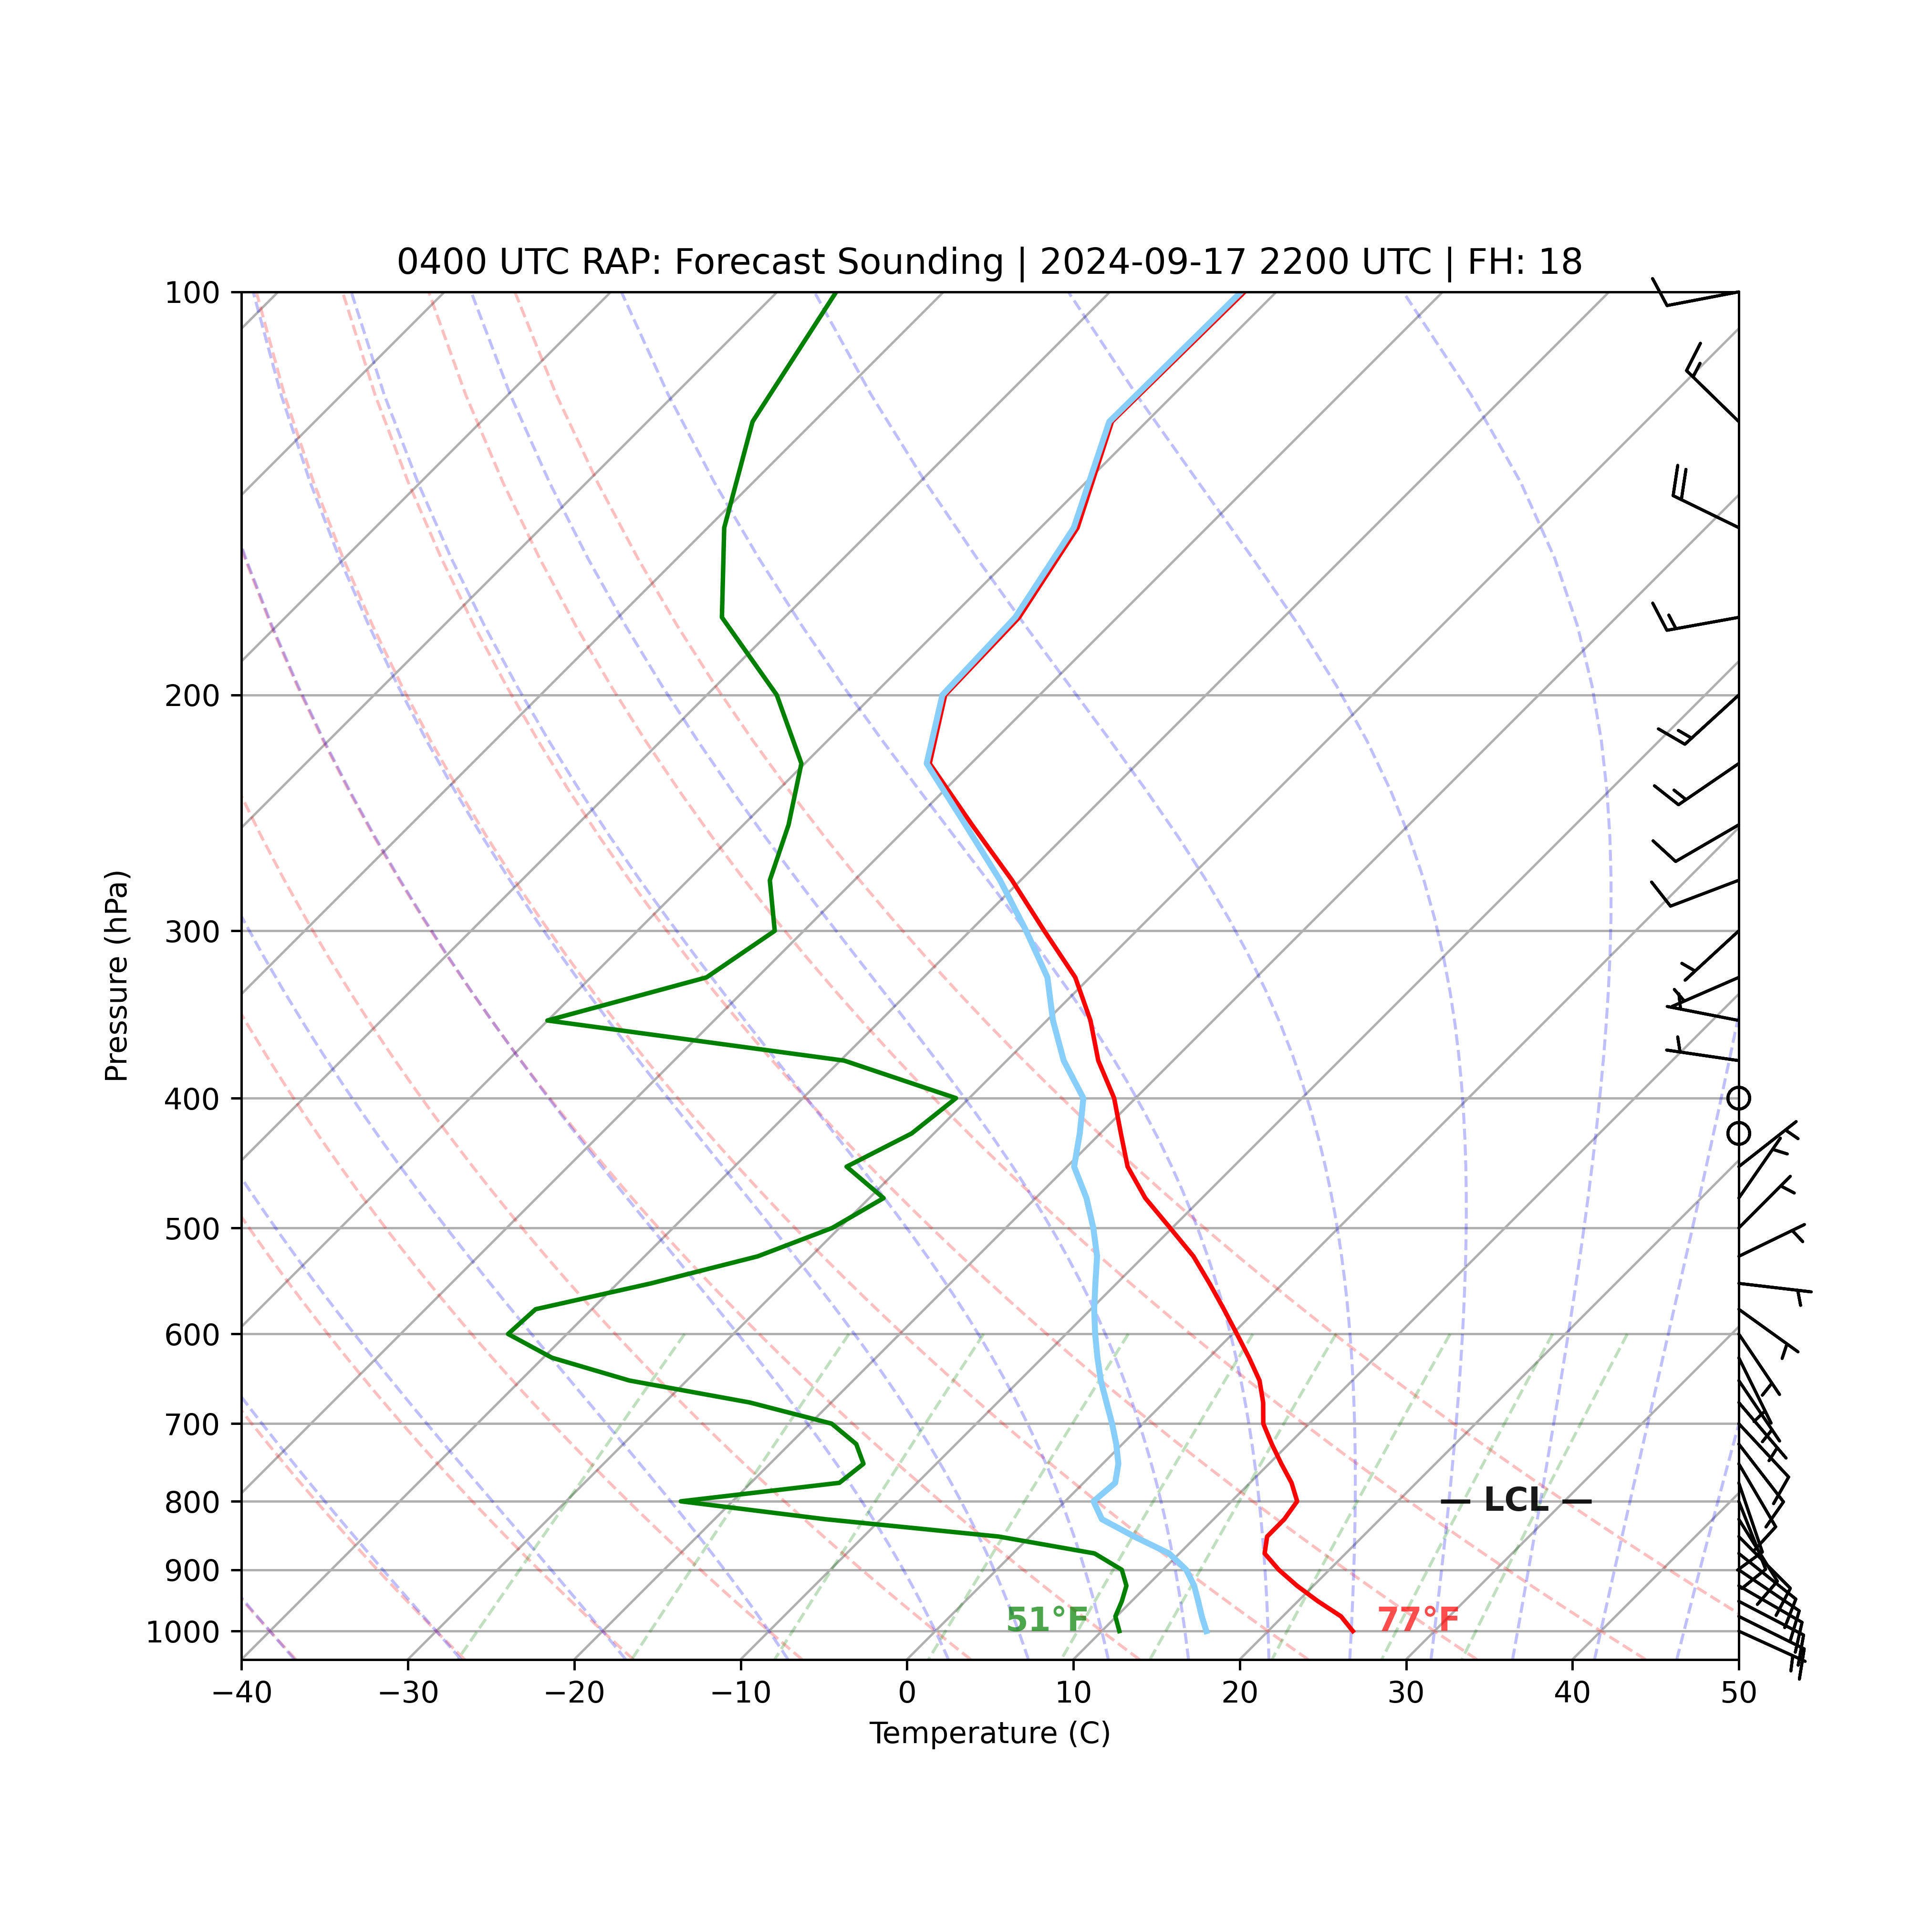 0400 UTC RAP: Forecast Sounding | 2024-09-17 2200 UTC | FH: 18
100
200
300
400
500
600
700
800
900
1000
Pressure (hPa)
LCL
51°F
77°F
−40 −30 −20 −10 0 10 20 30 40 50
Temperature (C)